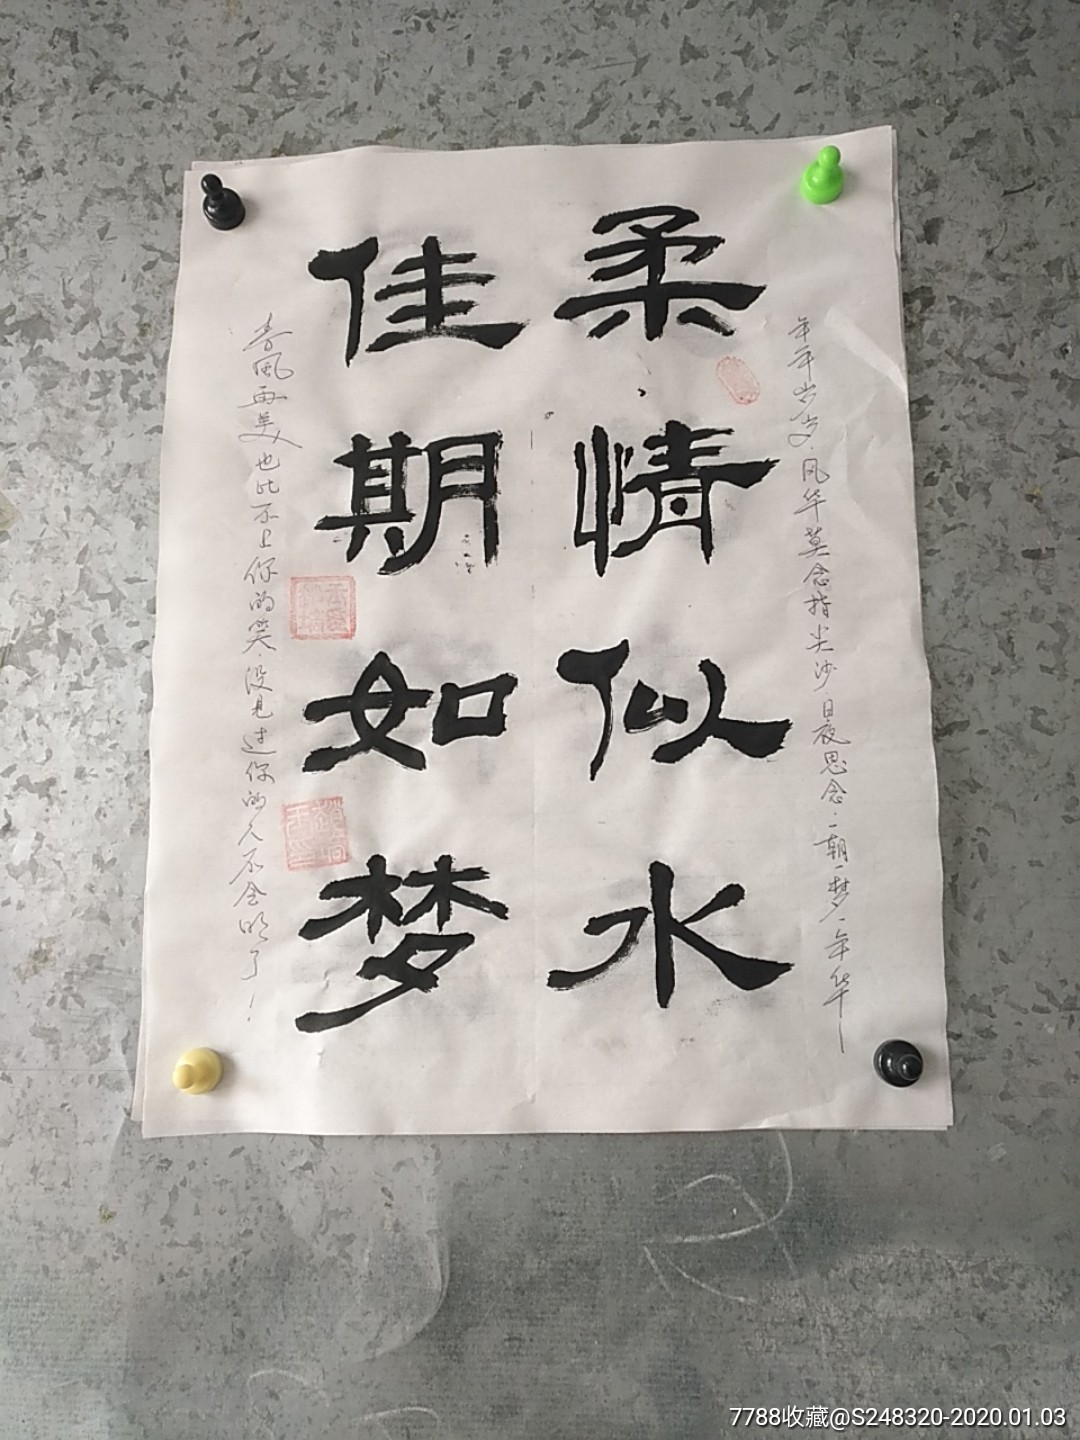 年年岁岁风华莫念指尖沙日夜思念一朝一梦一年华
柔情似水
佳期如梦
春风再美也比不上你的笑没见过你的人不会明了！
7788收藏@S248320-2020.01.03